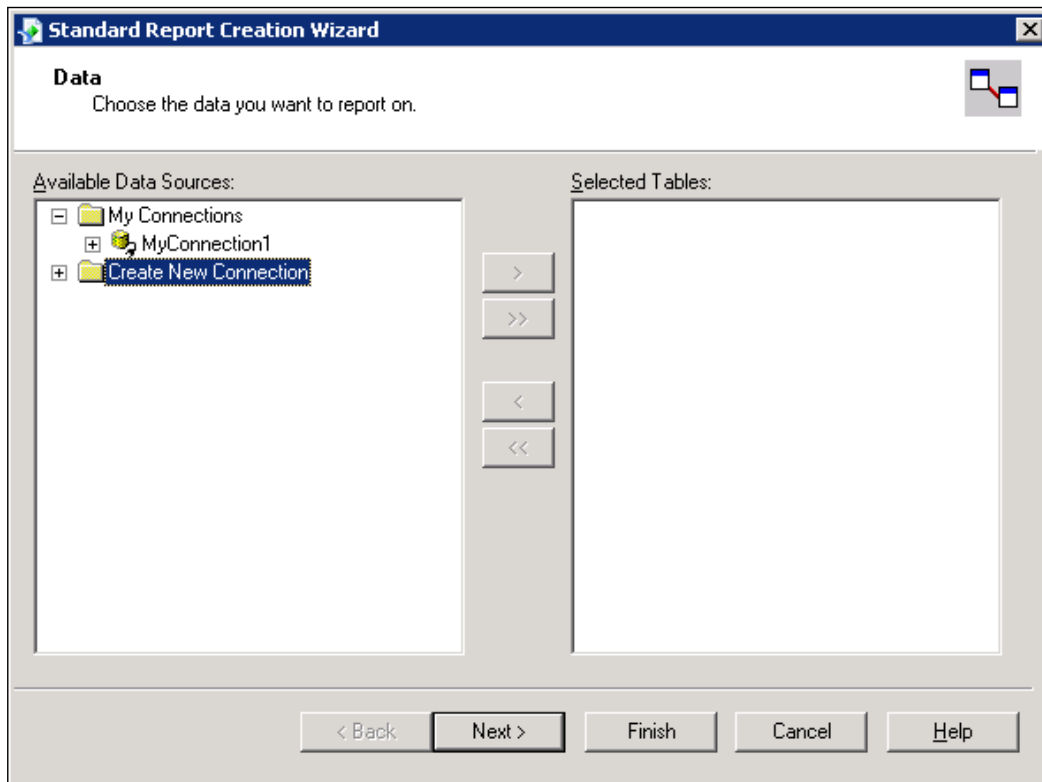 Standard Report Creation Wizard
Data
Choose the data you want to report on.
Available Data Sources:
My Connections
MyConnection1
Create New Connection
Selected Tables:
>
>>
<
<<
< Back
Next >
Finish
Cancel
Help